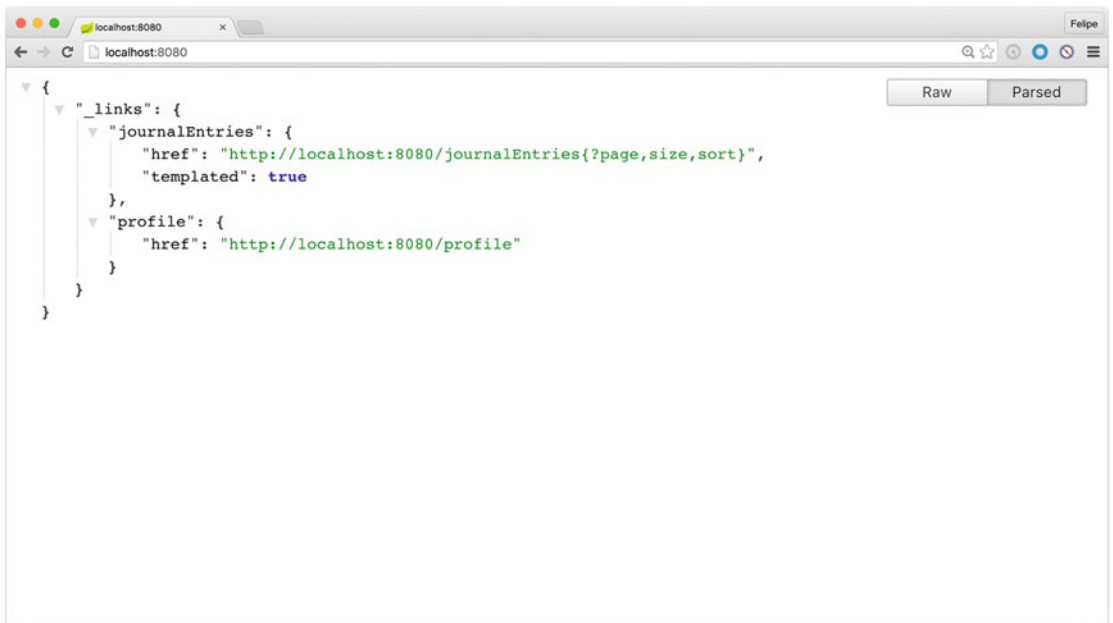 localhost:8080
Felipe
localhost:8080
Raw
Parsed
{
"_links": {
"journalEntries": {
"href": "http://localhost:8080/journalEntries{?page,size,sort}",
"templated": true
},
"profile": {
"href": "http://localhost:8080/profile"
}
}
}